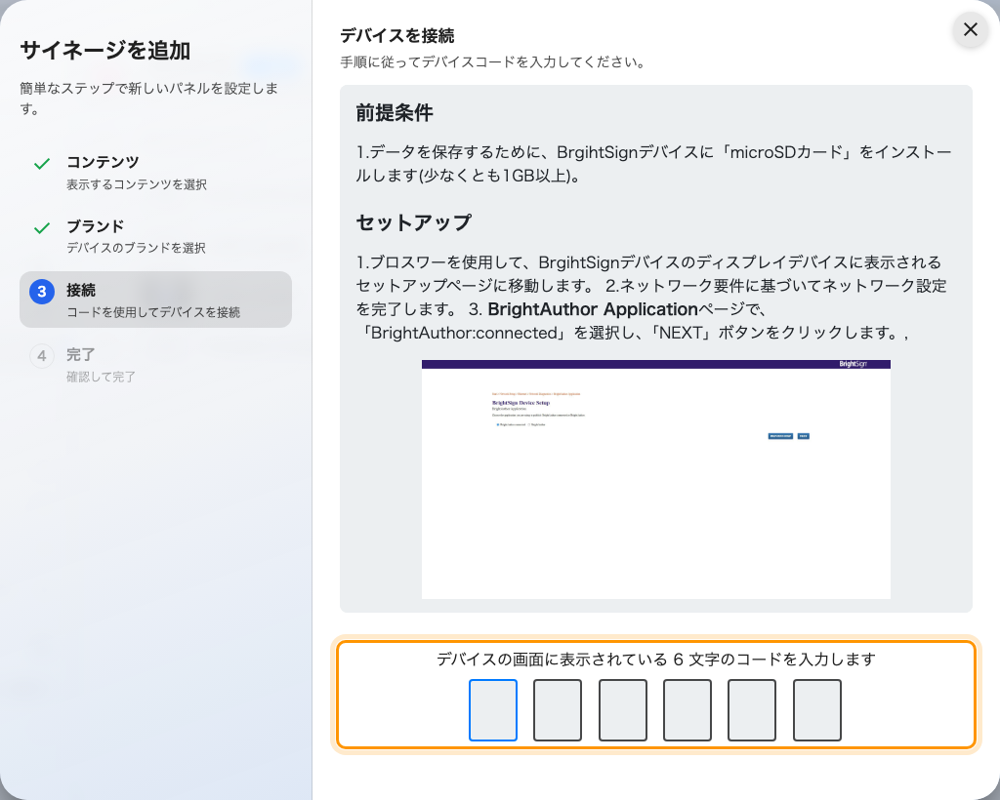 サイネージを追加
簡単なステップで新しいパネルを設定しま
す。
コンテンツ
表示するコンテンツを選択
ブランド
デバイスのブランドを選択
3 接続
コードを使用してデバイスを接続
4 完了
確認して完了
デバイスを接続
手順に従ってデバイスコードを入力してください。
前提条件
1.データを保存するために、BrgihtSignデバイスに「microSDカード」をインストー
ルします(少なくとも1GB以上)。
セットアップ
1.ブロスワーを使用して、BrgihtSignデバイスのディスプレイデバイスに表示される
セットアップページに移動します。 2.ネットワーク要件に基づいてネットワーク設定
を完了します。 3. BrightAuthor Applicationページで、
「BrightAuthor:connected」を選択し、「NEXT」ボタンをクリックします。,
BrightSign
BrightSign Device Setup
デバイスの画面に表示されている 6 文字のコードを入力します